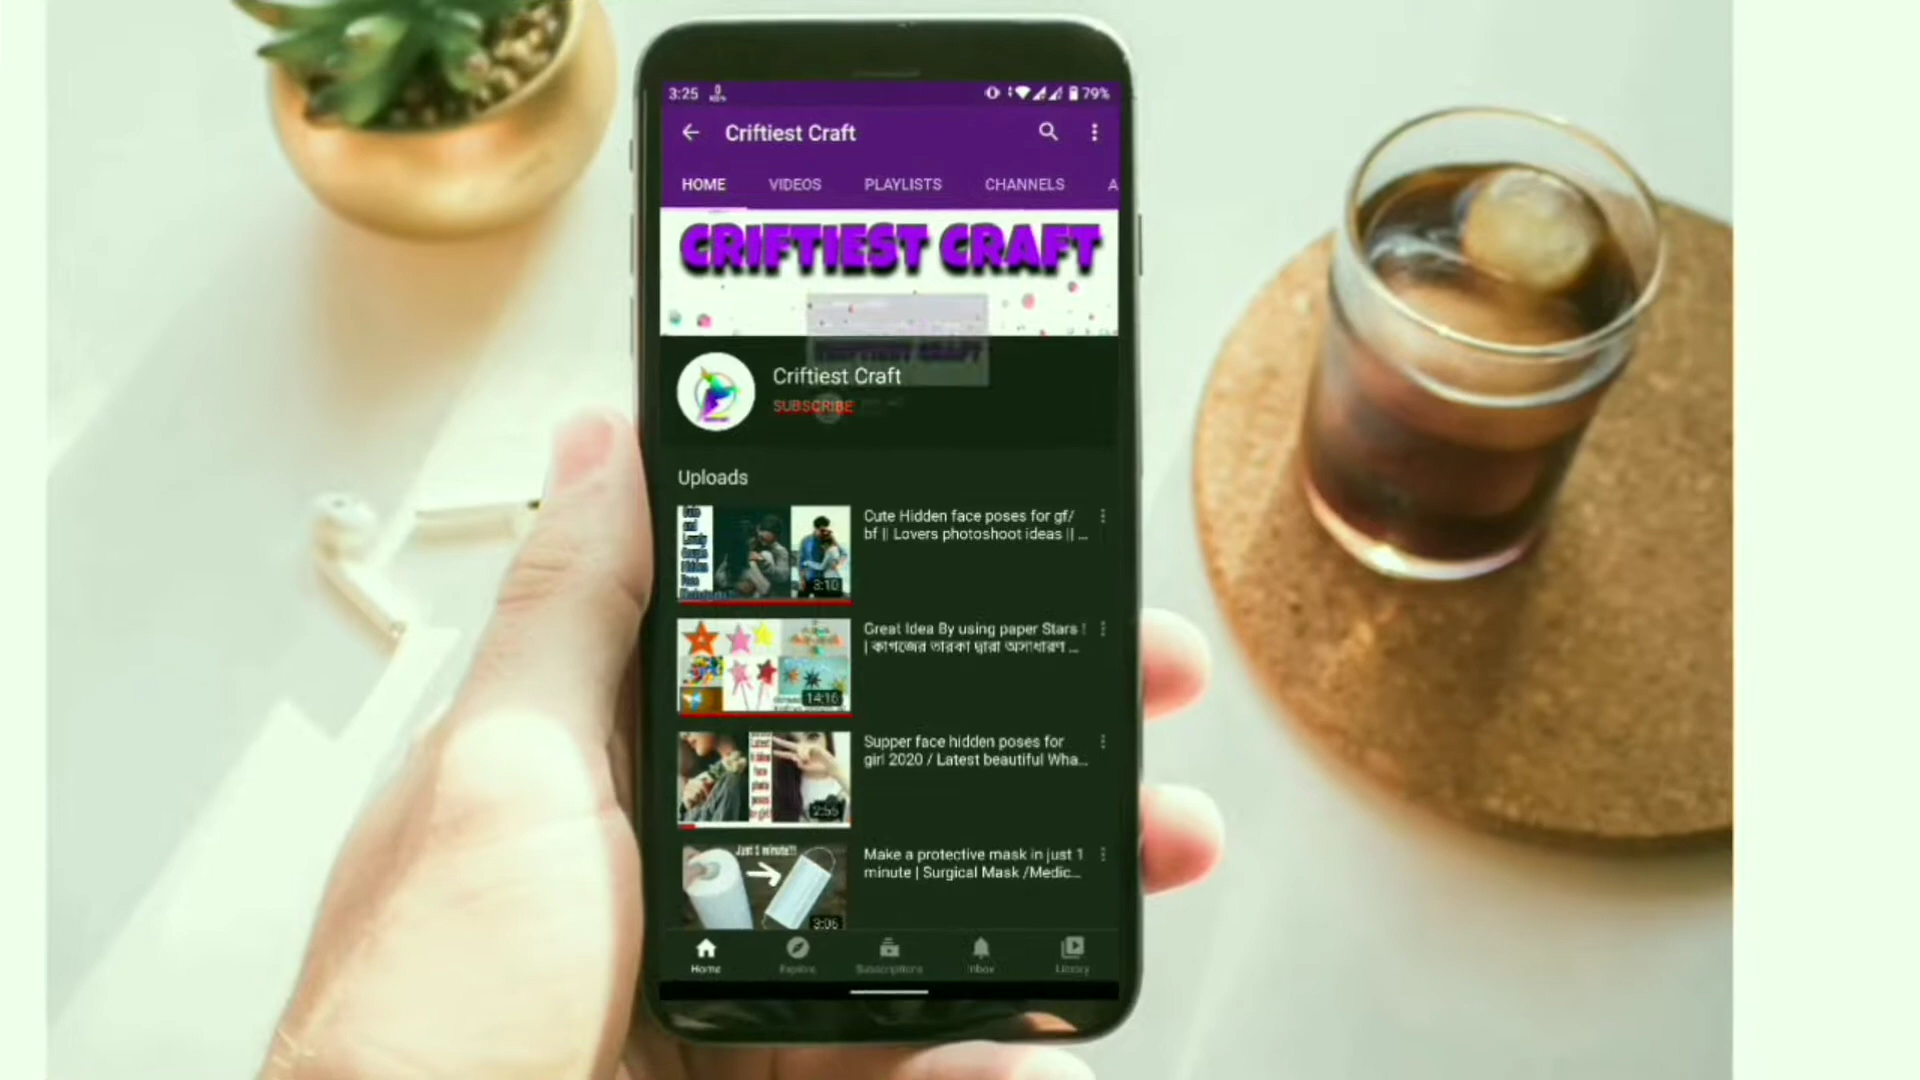 3:25
79%
Criftiest Craft
HOME VIDEOS PLAYLISTS CHANNELS A
CRIFTIEST CRAFT
Criftiest Craft
SUBSCRIBE
Uploads
Cute Hidden face poses for gf/
bf || Lovers photoshoot ideas || ...
3:10
Great Idea By using paper Stars !
| কাগজের তারকা দ্বারা অসাধারণ ...
14:16
Supper face hidden poses for
girl 2020 / Latest beautiful Wha...
2:55
Just 1 minute!!!
Make a protective mask in just 1
minute | Surgical Mask /Medic...
3:06
Home Explore Subscriptions Inbox Library